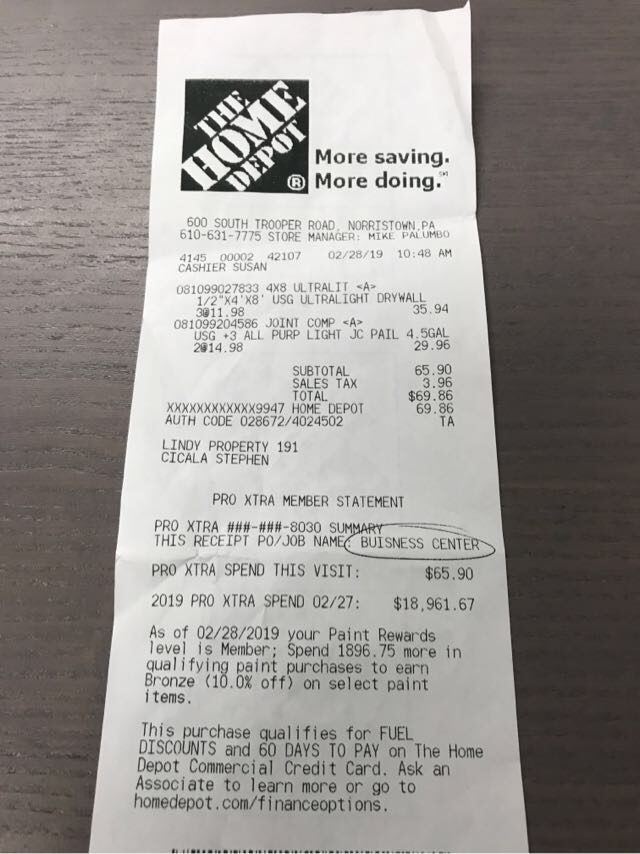 THE
HOME
DEPOT
®
More saving.
More doing.℠
600 SOUTH TROOPER ROAD, NORRISTOWN,PA
610-631-7775 STORE MANAGER: MIKE PALUMBO
4145 00002 42107 02/28/19 10:48 AM
CASHIER SUSAN
081099027833 4X8 ULTRALIT <A>
1/2"X4'X8' USG ULTRALIGHT DRYWALL
3@11.98 35.94
081099204586 JOINT COMP <A>
USG +3 ALL PURP LIGHT JC PAIL 4.5GAL
2@14.98 29.96
SUBTOTAL 65.90
SALES TAX 3.96
TOTAL $69.86
XXXXXXXXXXXX9947 HOME DEPOT 69.86
AUTH CODE 028672/4024502 TA
LINDY PROPERTY 191
CICALA STEPHEN
PRO XTRA MEMBER STATEMENT
PRO XTRA ###-###-8030 SUMMARY
THIS RECEIPT PO/JOB NAME: BUISNESS CENTER
PRO XTRA SPEND THIS VISIT: $65.90
2019 PRO XTRA SPEND 02/27: $18,961.67
As of 02/28/2019 your Paint Rewards
level is Member; Spend 1896.75 more in
qualifying paint purchases to earn
Bronze (10.0% off) on select paint
items.
This purchase qualifies for FUEL
DISCOUNTS and 60 DAYS TO PAY on The Home
Depot Commercial Credit Card. Ask an
Associate to learn more or go to
homedepot.com/financeoptions.